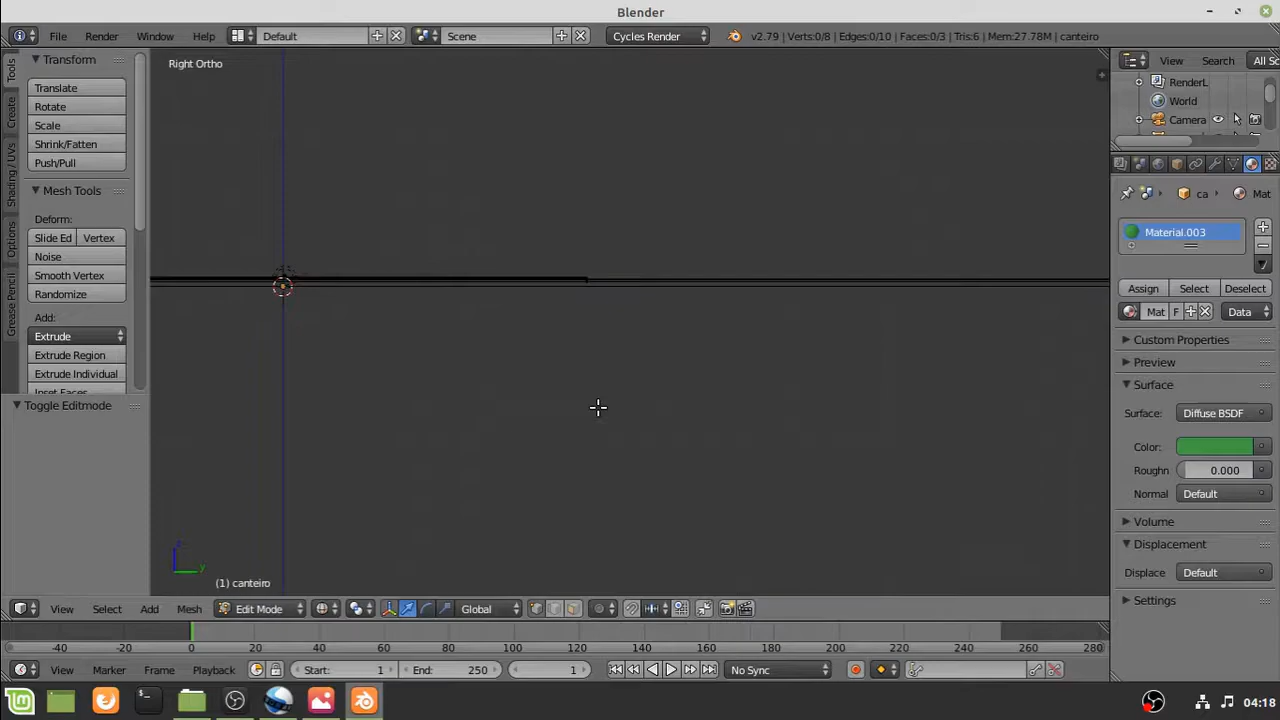 Blender
File Render Window Help Default Scene Cycles Render v2.79 | Verts:0/8 | Edges:0/10 | Faces:0/3 | Tris:6 | Mem:27.78M | canteiro
Tools
Create
Shading / UVs
Options
Grease Pencil
Transform
Translate
Rotate
Scale
Shrink/Fatten
Push/Pull
Mesh Tools
Deform:
Slide Ed Vertex
Noise
Smooth Vertex
Randomize
Add:
Extrude
Extrude Region
Extrude Individual
Inset Faces
Toggle Editmode
Right Ortho
z
y
(1) canteiro
View Search All Sc
RenderL
World
Camera
ca Mat
Material.003
Assign Select Deselect
Mat F Data
Custom Properties
Preview
Surface
Surface: Diffuse BSDF
Color:
Roughn 0.000
Normal Default
Volume
Displacement
Displace Default
Settings
View Select Add Mesh Edit Mode Global
-40 -20 0 20 40 60 80 100 120 140 160 180 200 220 240 260 280
View Marker Frame Playback Start: 1 End: 250 1 No Sync
04:18